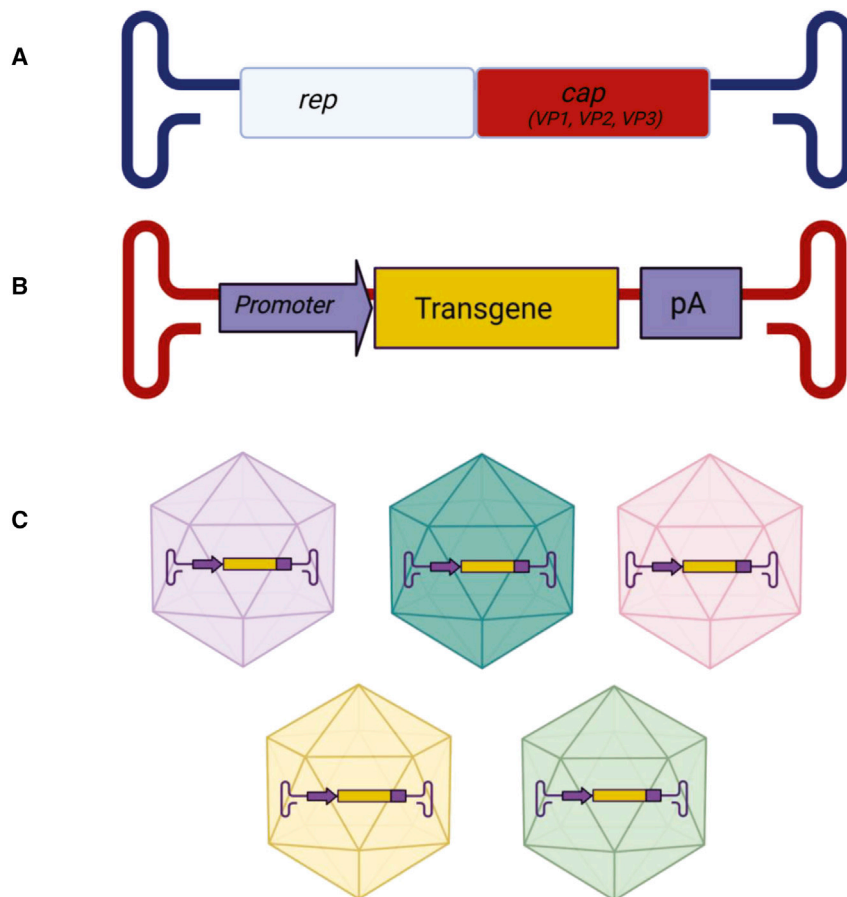 A
rep
cap
(VP1, VP2, VP3)
B
Promoter
Transgene
pA
C